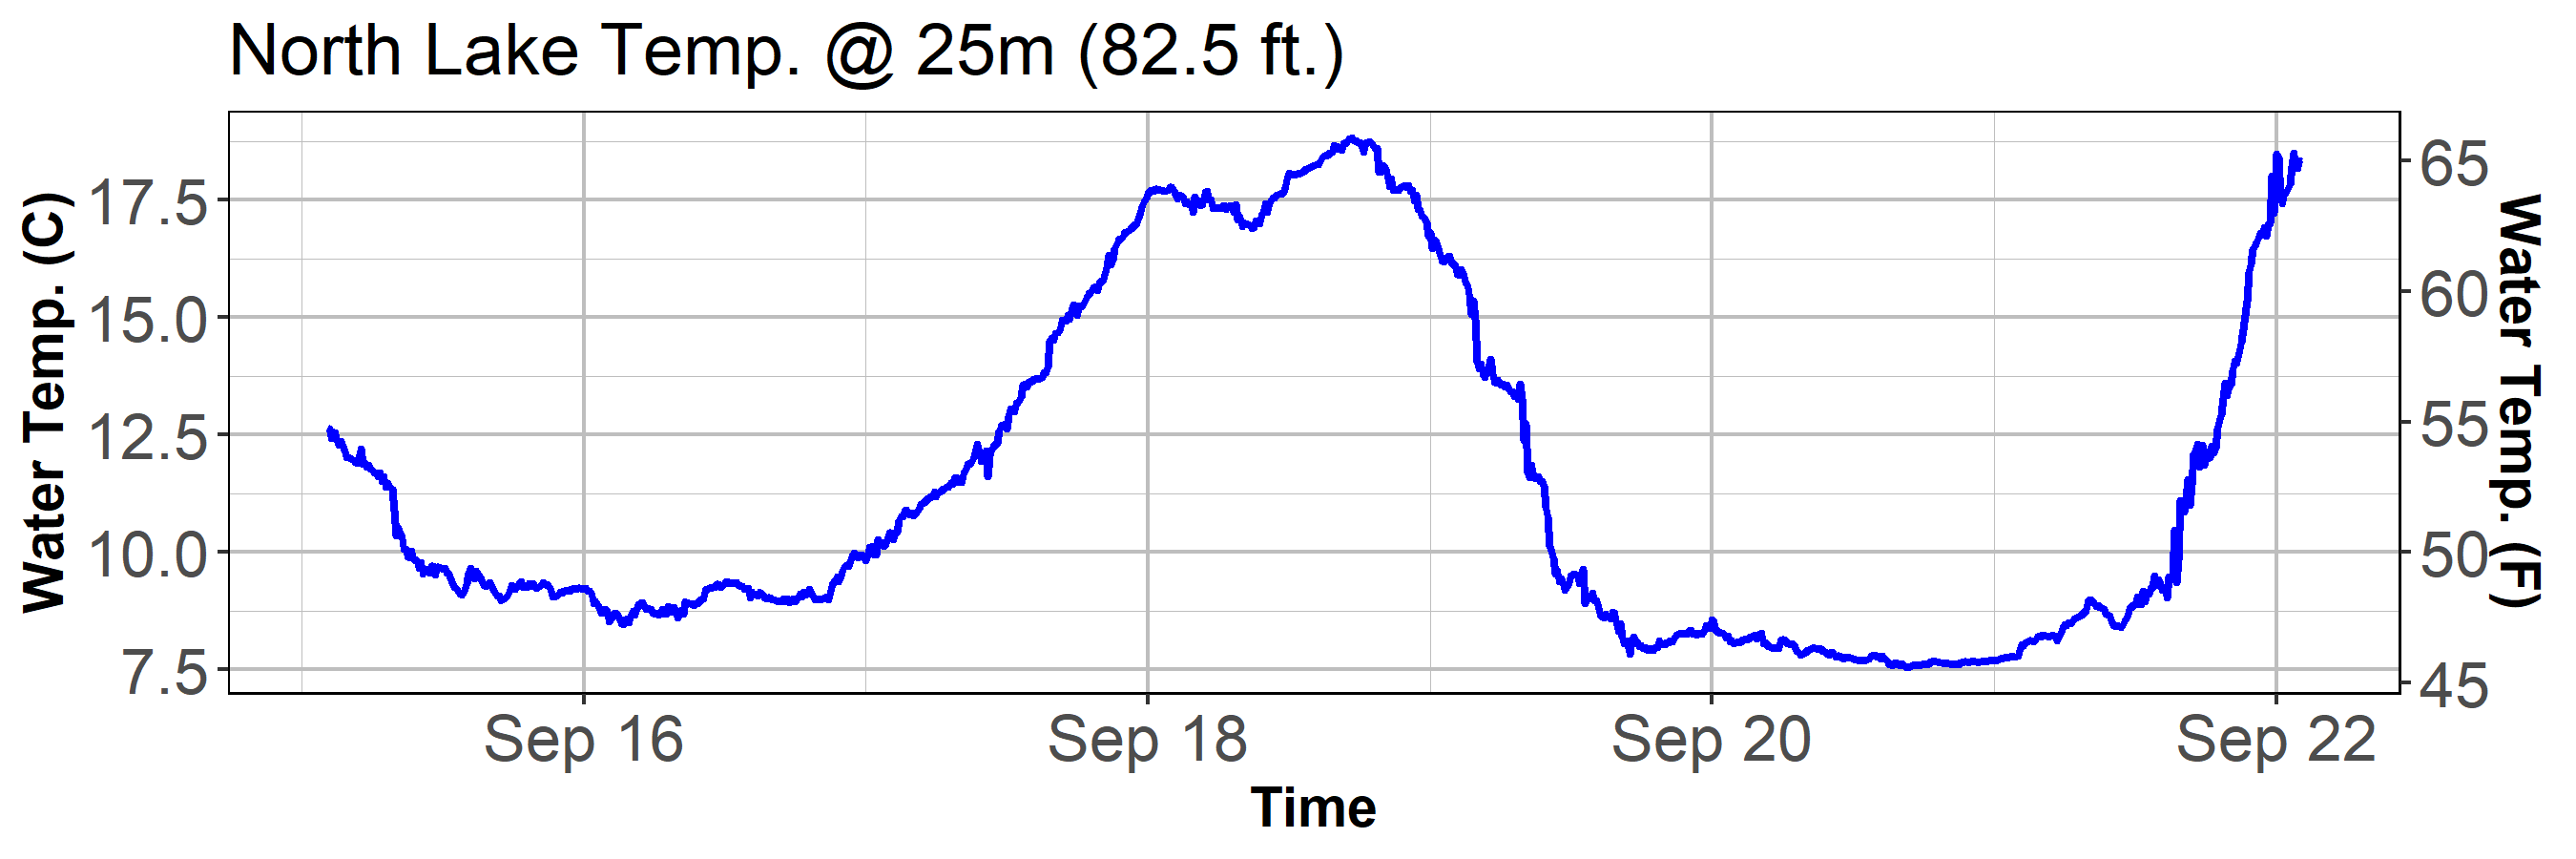 North Lake Temp. @ 25m (82.5 ft.)
Water Temp. (C)
17.5
15.0
12.5
10.0
7.5
65
60
55
50
45
Water Temp. (F)
Sep 16 Sep 18 Sep 20 Sep 22
Time